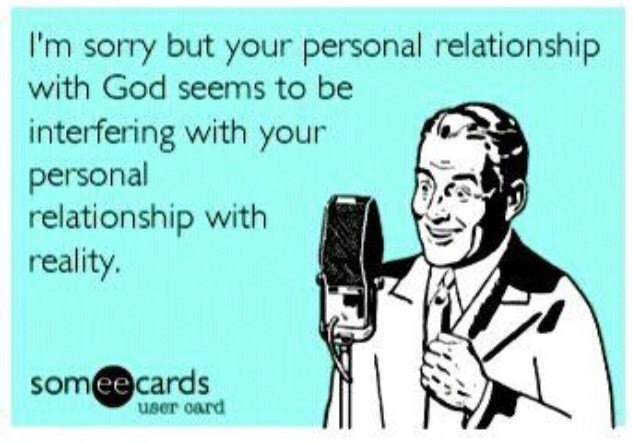 I'm sorry but your personal relationship
with God seems to be
interfering with your
personal
relationship with
reality.
someecards
user card